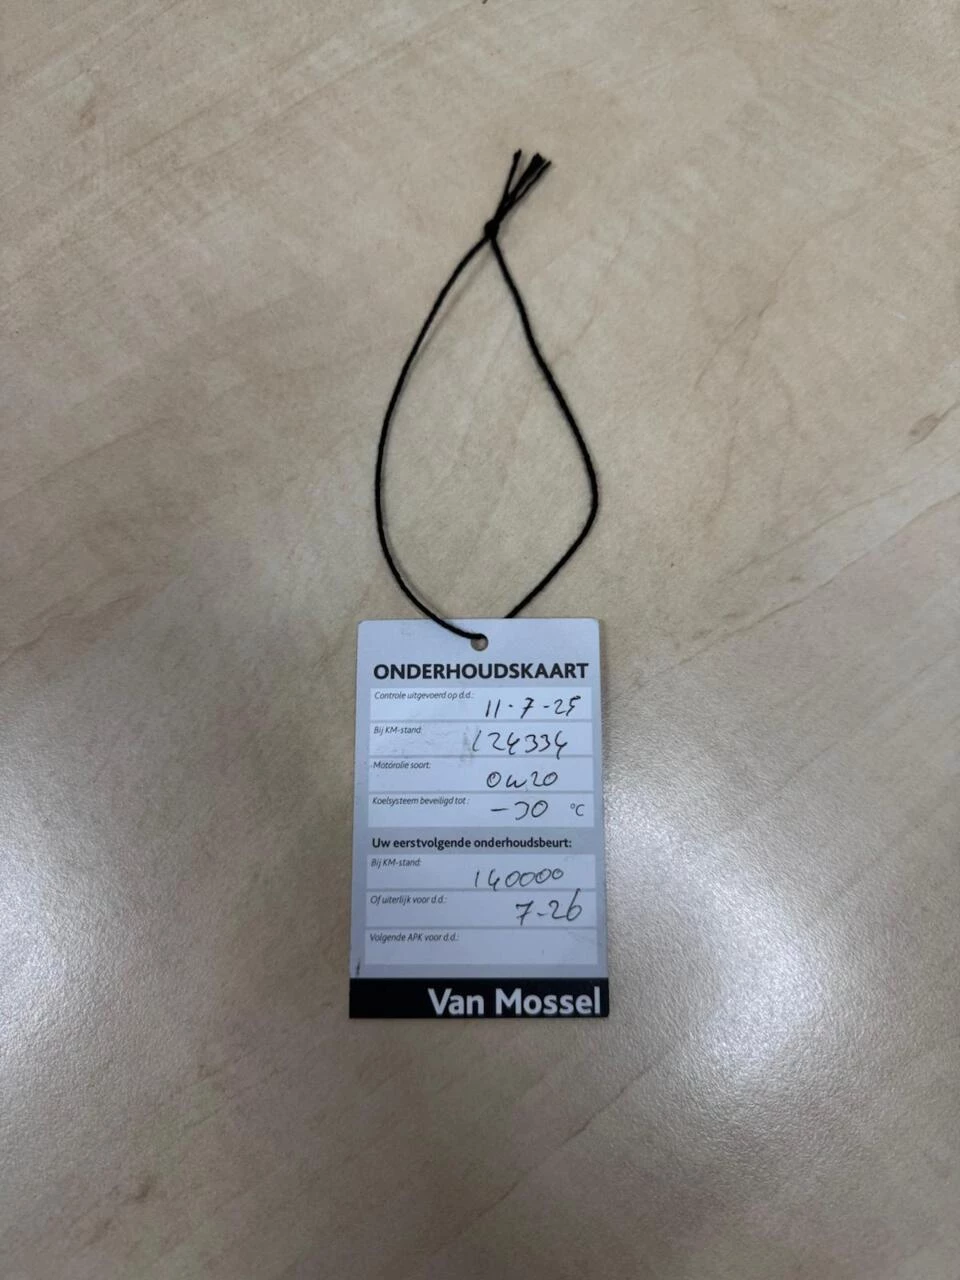 ONDERHOUDSKAART
Controle uitgevoerd op d.d.: 11-7-25
Bij KM-stand: 124334
Motorolie soort: 0w20
Koelsysteem beveiligd tot: -30 °C
Uw eerstvolgende onderhoudsbeurt:
Bij KM-stand: 140000
Of uiterlijk voor d.d.: 7-26
Volgende APK voor d.d.:
Van Mossel